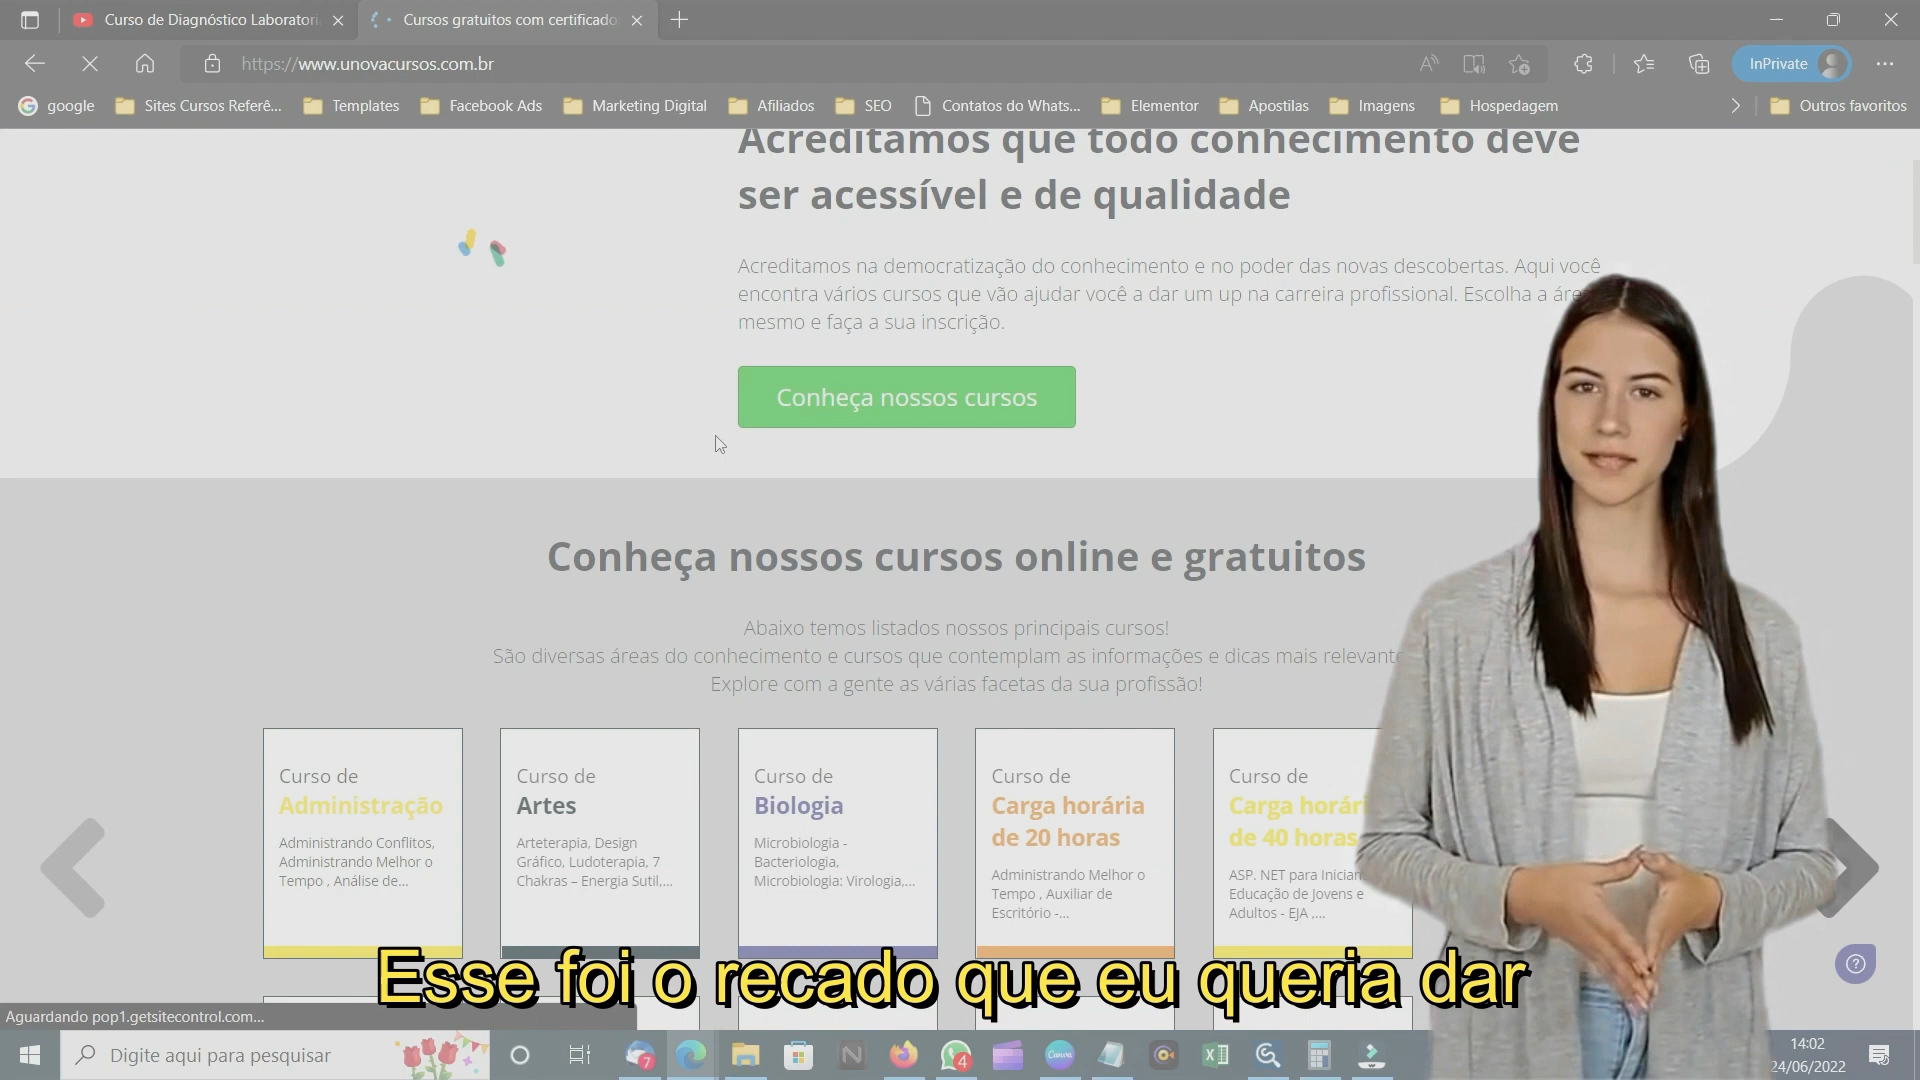 Curso de Diagnóstico Laboratori
Cursos gratuitos com certificado
https://www.unovacursos.com.br
InPrivate
google
Sites Cursos Referê...
Templates
Facebook Ads
Marketing Digital
Afiliados
SEO
Contatos do Whats...
Elementor
Apostilas
Imagens
Hospedagem
Outros favoritos
Acreditamos que todo conhecimento deve
ser acessível e de qualidade
Acreditamos na democratização do conhecimento e no poder das novas descobertas. Aqui você
encontra vários cursos que vão ajudar você a dar um up na carreira profissional. Escolha a áre
mesmo e faça a sua inscrição.
Conheça nossos cursos
Conheça nossos cursos online e gratuitos
Abaixo temos listados nossos principais cursos!
São diversas áreas do conhecimento e cursos que contemplam as informações e dicas mais relevante
Explore com a gente as várias facetas da sua profissão!
Curso de
Administração
Administrando Conflitos,
Administrando Melhor o
Tempo , Análise de...
Curso de
Artes
Arteterapia, Design
Gráfico, Ludoterapia, 7
Chakras – Energia Sutil,...
Curso de
Biologia
Microbiologia -
Bacteriologia,
Microbiologia: Virologia,...
Curso de
Carga horária
de 20 horas
Administrando Melhor o
Tempo , Auxiliar de
Escritório -...
Curso de
Carga horári
de 40 horas
ASP. NET para Inician
Educação de Jovens e
Adultos - EJA ,...
Esse foi o recado que eu queria dar
Aguardando pop1.getsitecontrol.com...
Digite aqui para pesquisar
7
4
Canva
14:02
24/06/2022